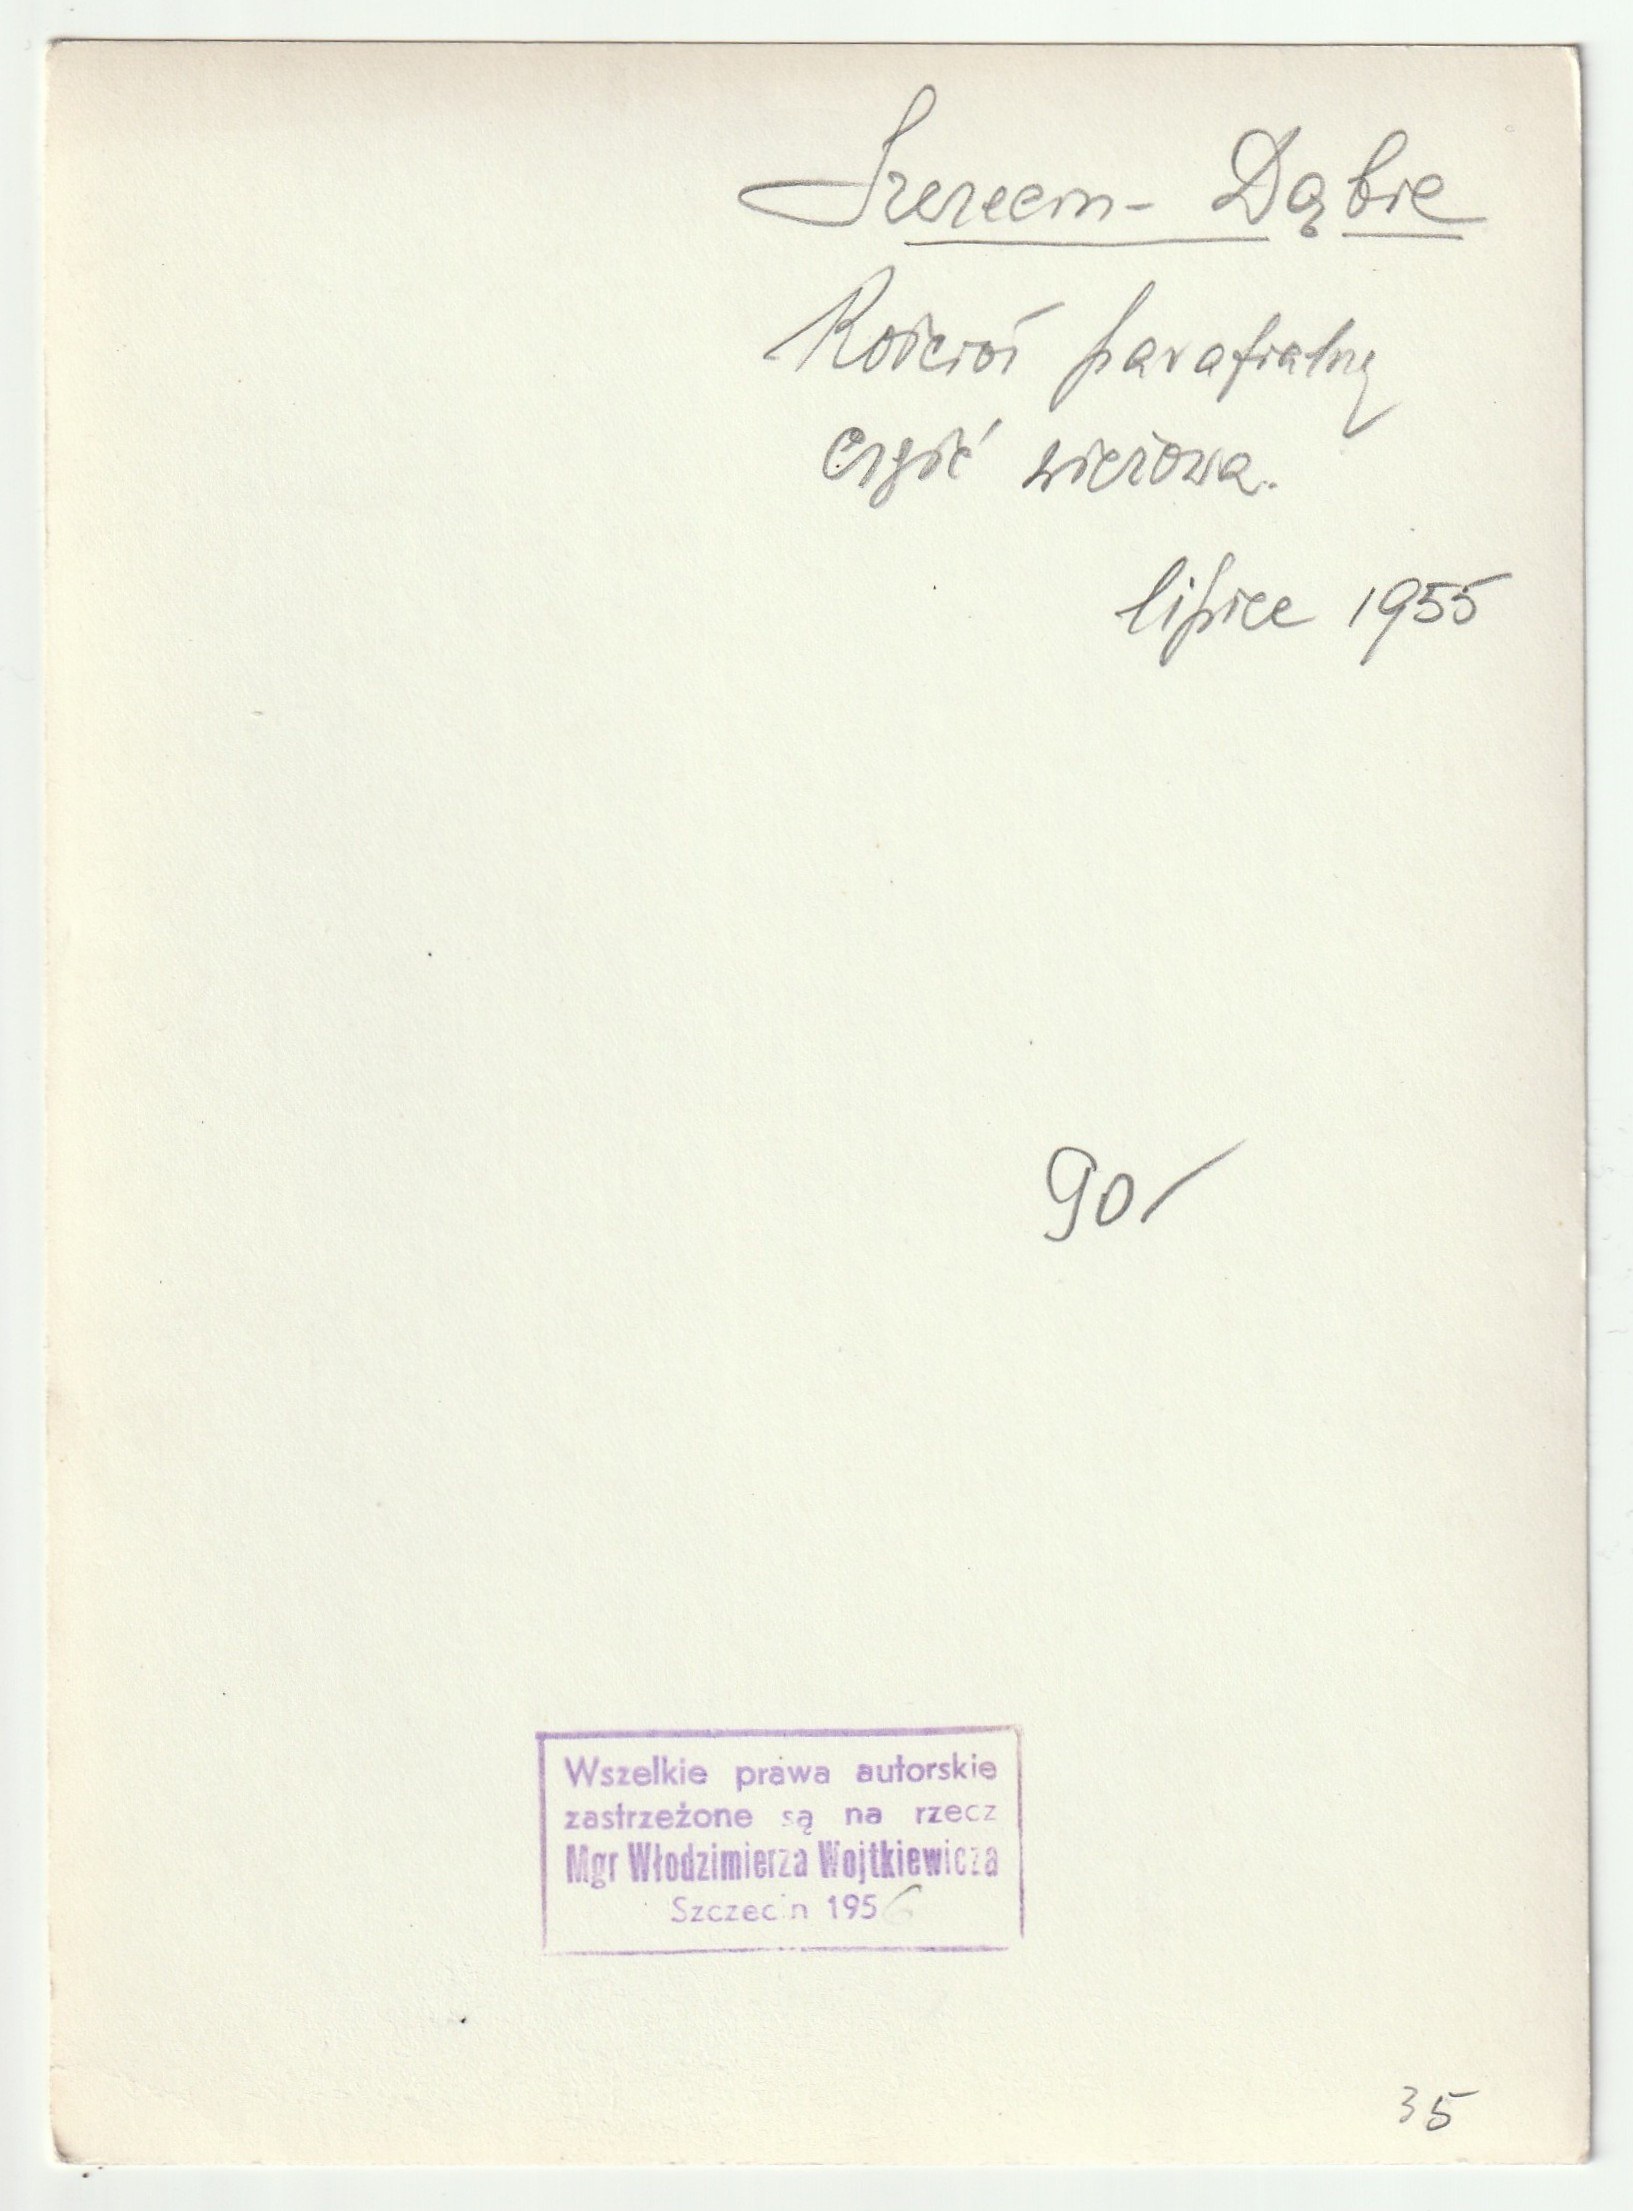 Szczecin - Dąbie
Kościół parafialny
część wieżowa.
lipiec 1955
90
Wszelkie prawa autorskie
zastrzeżone są na rzecz
Mgr Włodzimierza Wojtkiewicza
Szczecin 1956
35